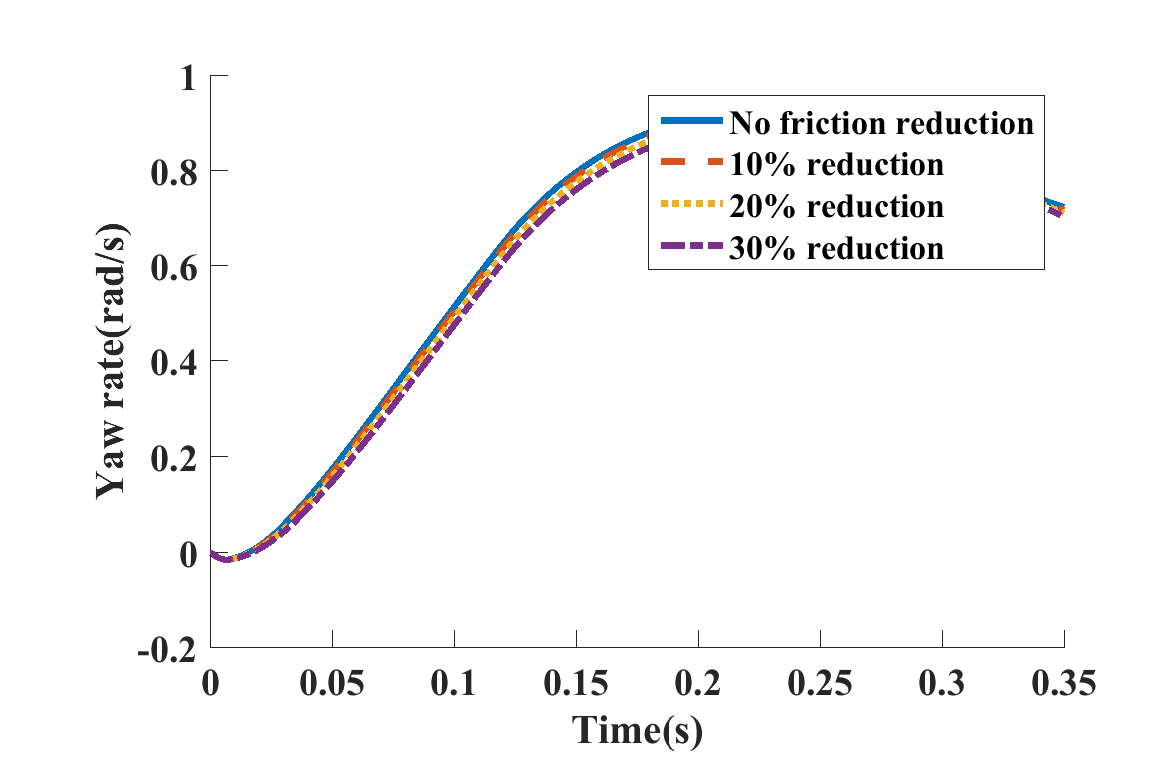 1
0.8
0.6
0.4
0.2
0
-0.2
Yaw rate(rad/s)
No friction reduction
10% reduction
20% reduction
30% reduction
0 0.05 0.1 0.15 0.2 0.25 0.3 0.35
Time(s)